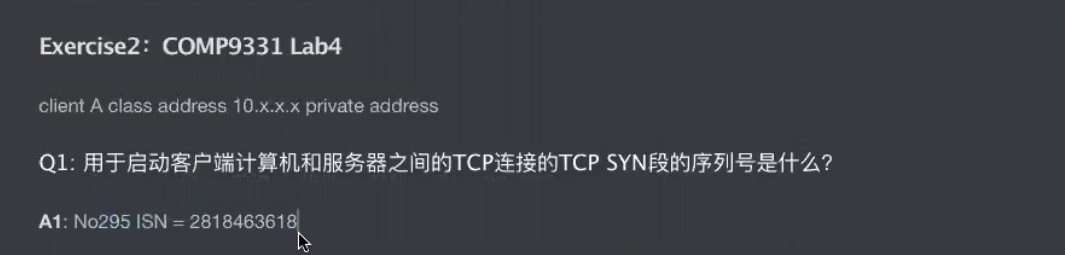 Exercise2：COMP9331 Lab4
client A class address 10.x.x.x private address
Q1: 用于启动客户端计算机和服务器之间的TCP连接的TCP SYN段的序列号是什么？
A1: No295 ISN = 2818463618